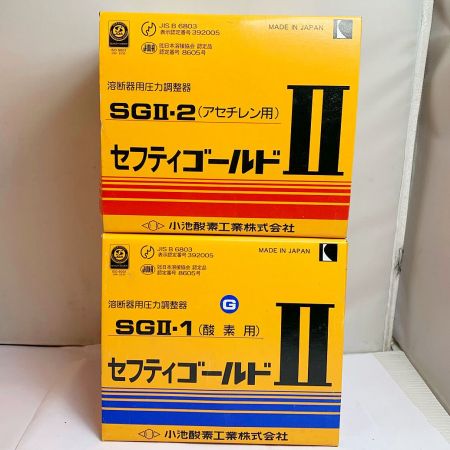 JIS B 6803
表示認定番号 392005
MADE IN JAPAN
K
社日本溶接協会 認定品
認定番号 8605号
溶断器用圧力調整器
SGII-2(アセチレン用)
セフティゴールド II
小池酸素工業株式会社
JIS B 6803
表示認定番号 392005
MADE IN JAPAN
K
社日本溶接協会 認定品
認定番号 8605号
溶断器用圧力調整器
G
SGII-1(酸素用)
セフティゴールド II
小池酸素工業株式会社